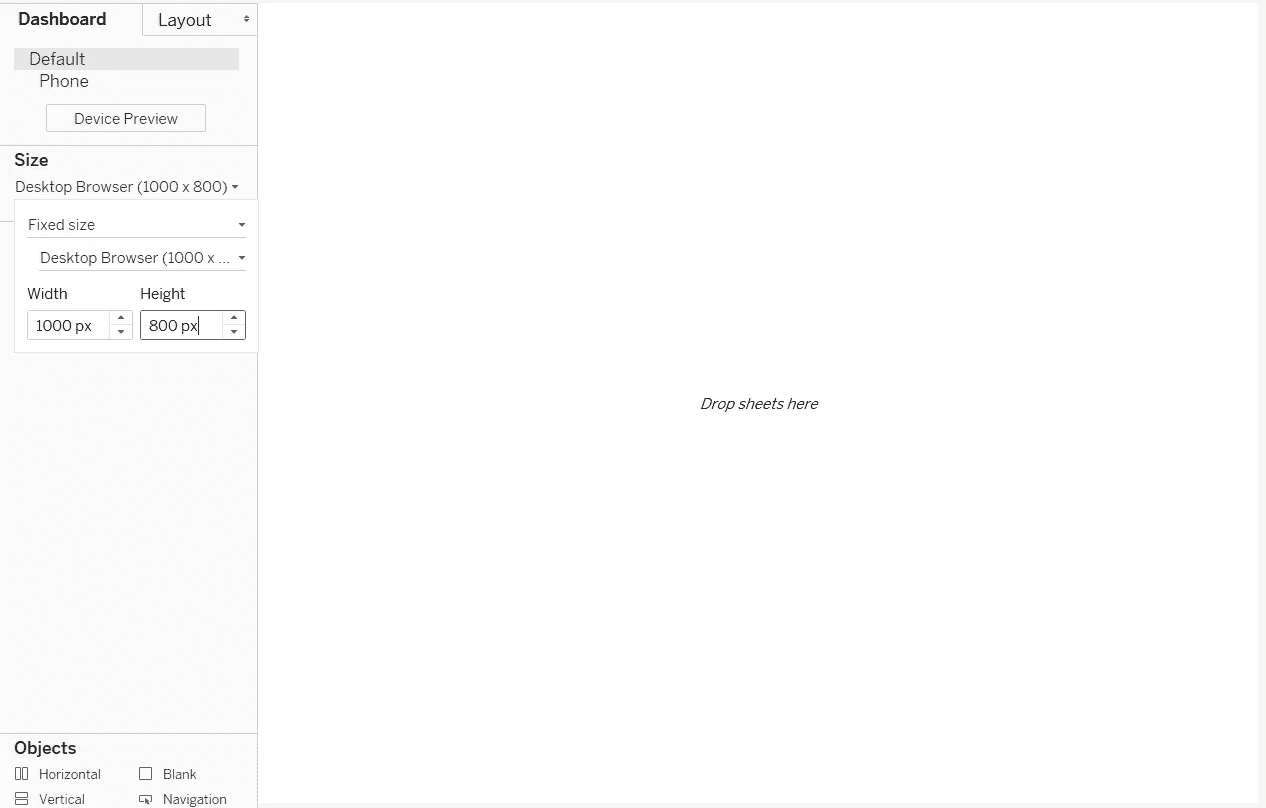 Dashboard Layout
Default
Phone
Device Preview
Size
Desktop Browser (1000 x 800)
Fixed size
Desktop Browser (1000 x ...
Width Height
1000 px 800 px
Drop sheets here
Objects
Horizontal Blank
Vertical Navigation